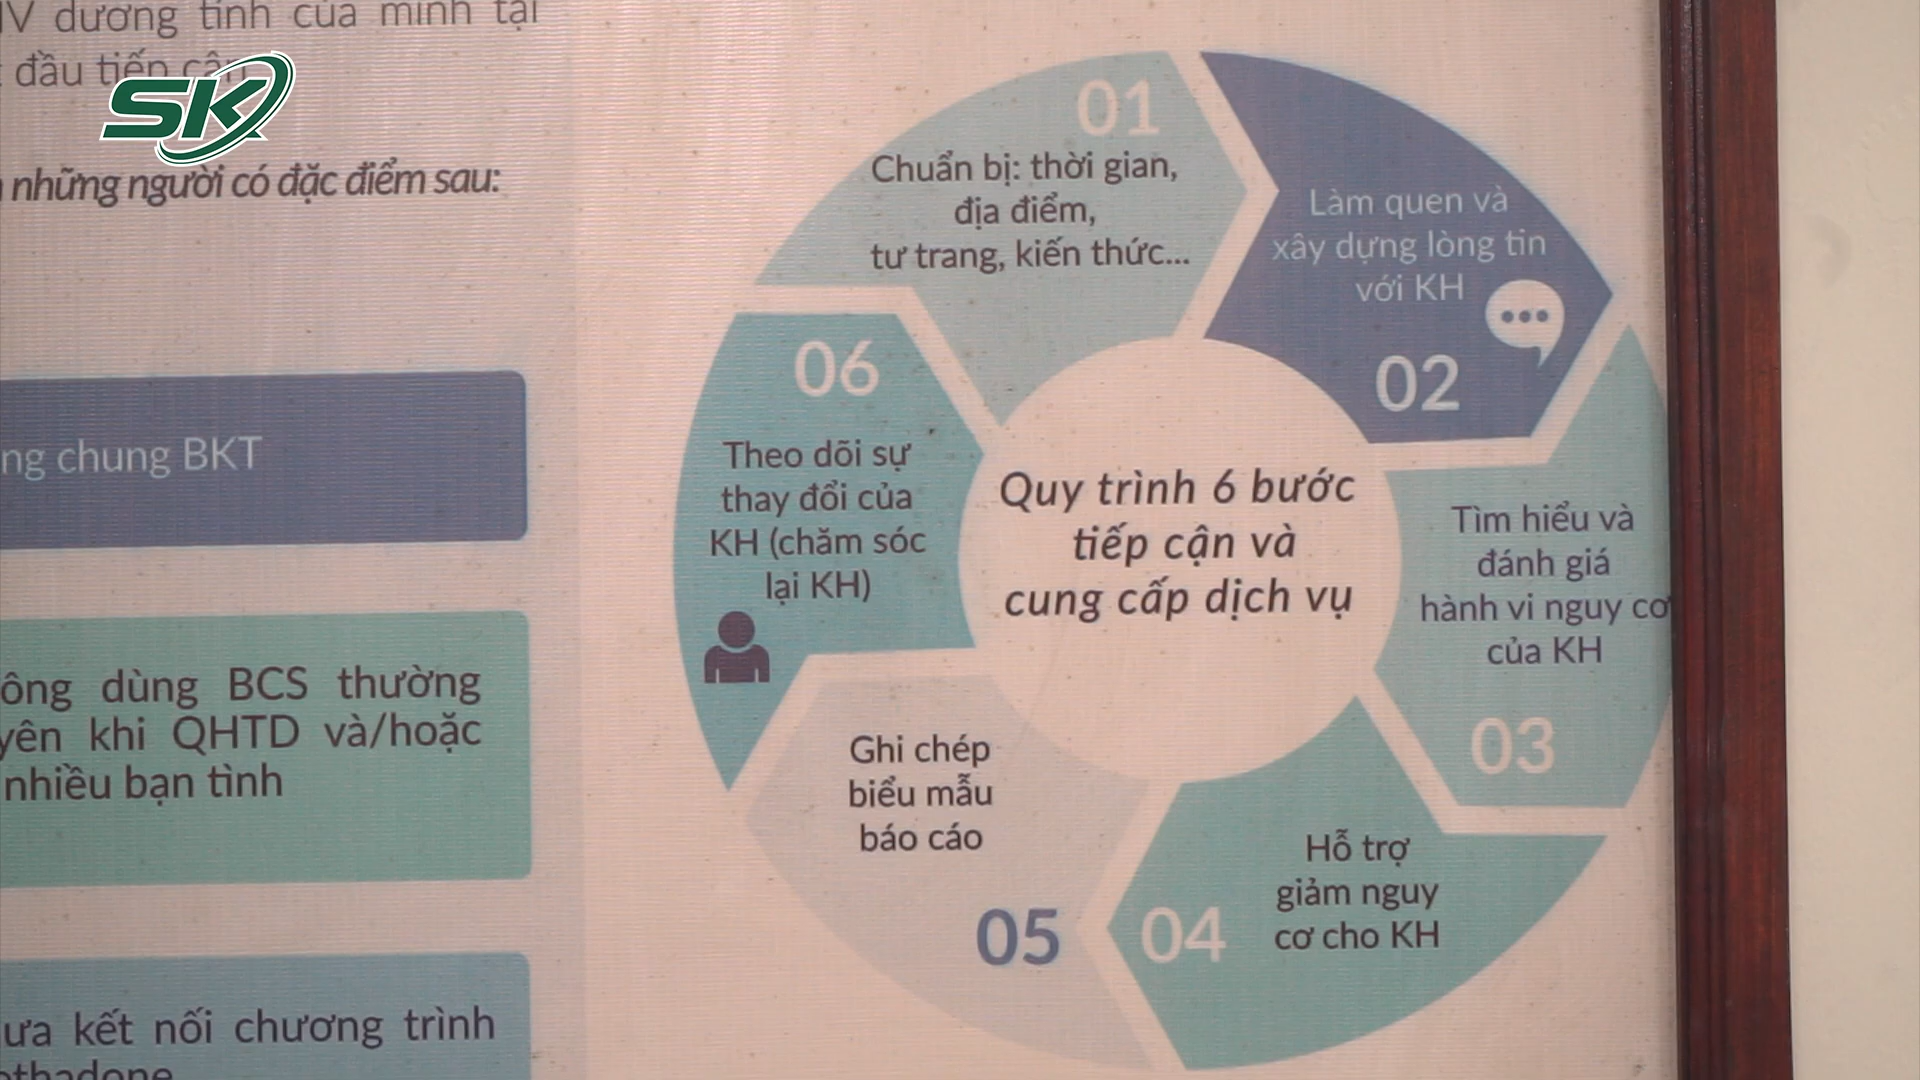 dương tính của mình tại
đầu tiếp cận
SK
những người có đặc điểm sau:
chung BKT
dùng BCS thường
khi QHTD và/hoặc
nhiều bạn tình
kết nối chương trình
01
Chuẩn bị: thời gian,
địa điểm,
tư trang, kiến thức...
Làm quen và
xây dựng lòng tin
với KH
02
Tìm hiểu và
đánh giá
hành vi nguy cơ
của KH
03
Hỗ trợ
giảm nguy
cơ cho KH
04
Ghi chép
biểu mẫu
báo cáo
05
06
Theo dõi sự
thay đổi của
KH (chăm sóc
lại KH)
Quy trình 6 bước
tiếp cận và
cung cấp dịch vụ